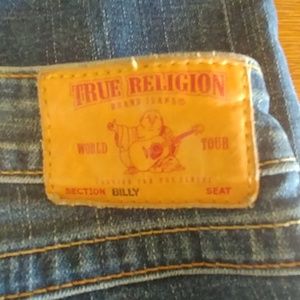 TRUE RELIGION
BRAND JEANS®
WORLD TOUR
SECTION BILLY SEAT